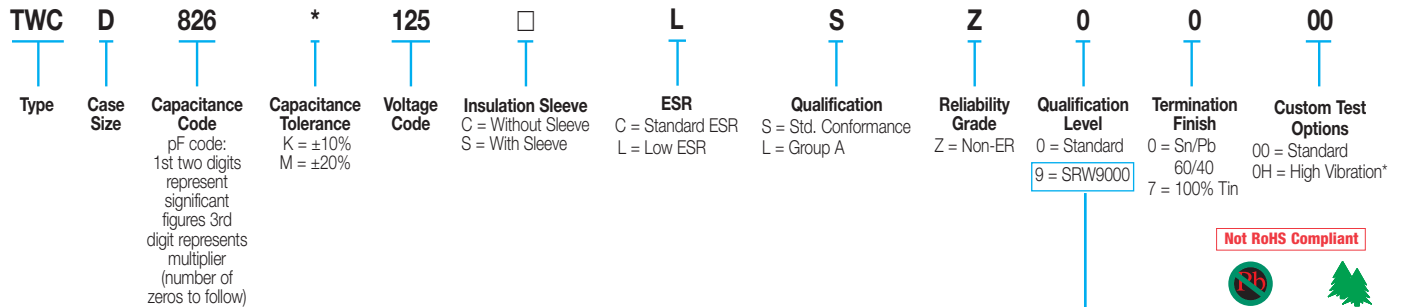 TWC D 826 * 125 □ L S Z 0 0 00
Type
Case
Size
Capacitance
Code
pF code:
1st two digits
represent
significant
figures 3rd
digit represents
multiplier
(number of
zeros to follow)
Capacitance
Tolerance
K = ±10%
M = ±20%
Voltage
Code
Insulation Sleeve
C = Without Sleeve
S = With Sleeve
ESR
C = Standard ESR
L = Low ESR
Qualification
S = Std. Conformance
L = Group A
Reliability
Grade
Z = Non-ER
Qualification
Level
0 = Standard
9 = SRW9000
Termination
Finish
0 = Sn/Pb
60/40
7 = 100% Tin
Custom Test
Options
00 = Standard
0H = High Vibration*
Not RoHS Compliant
Pb